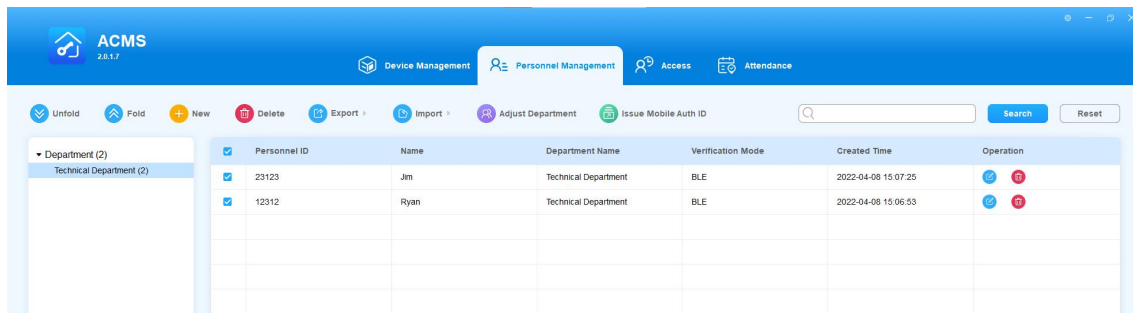 ACMS
2.0.1.7
Device Management Personnel Management Access Attendance
Unfold Fold New Delete Export Import Adjust Department Issue Mobile Auth ID Search Reset
Department (2)
Technical Department (2)
Personnel ID Name Department Name Verification Mode Created Time Operation
23123 Jim Technical Department BLE 2022-04-08 15:07:25
12312 Ryan Technical Department BLE 2022-04-08 15:06:53